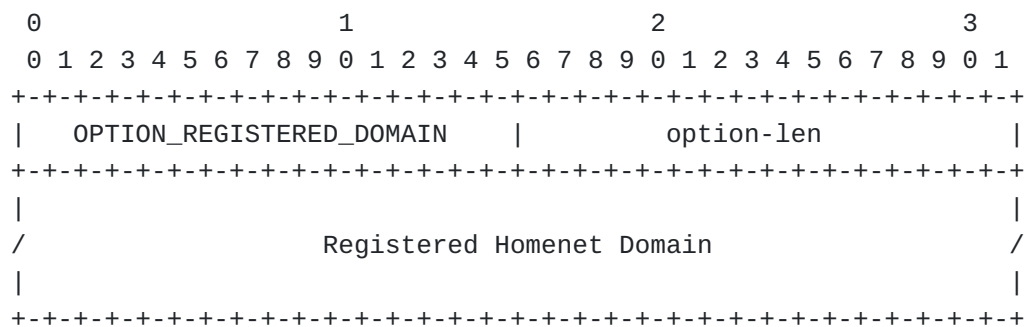 0                   1                   2                   3
 0 1 2 3 4 5 6 7 8 9 0 1 2 3 4 5 6 7 8 9 0 1 2 3 4 5 6 7 8 9 0 1
+-+-+-+-+-+-+-+-+-+-+-+-+-+-+-+-+-+-+-+-+-+-+-+-+-+-+-+-+-+-+-+-+
|   OPTION_REGISTERED_DOMAIN    |         option-len            |
+-+-+-+-+-+-+-+-+-+-+-+-+-+-+-+-+-+-+-+-+-+-+-+-+-+-+-+-+-+-+-+-+
|                                                               |
/                   Registered Homenet Domain                   /
|                                                               |
+-+-+-+-+-+-+-+-+-+-+-+-+-+-+-+-+-+-+-+-+-+-+-+-+-+-+-+-+-+-+-+-+